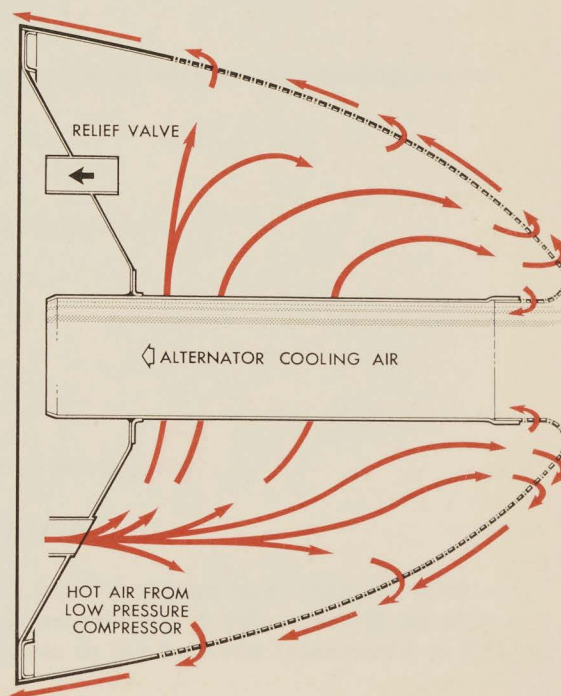 RELIEF VALVE
ALTERNATOR COOLING AIR
HOT AIR FROM
LOW PRESSURE
COMPRESSOR